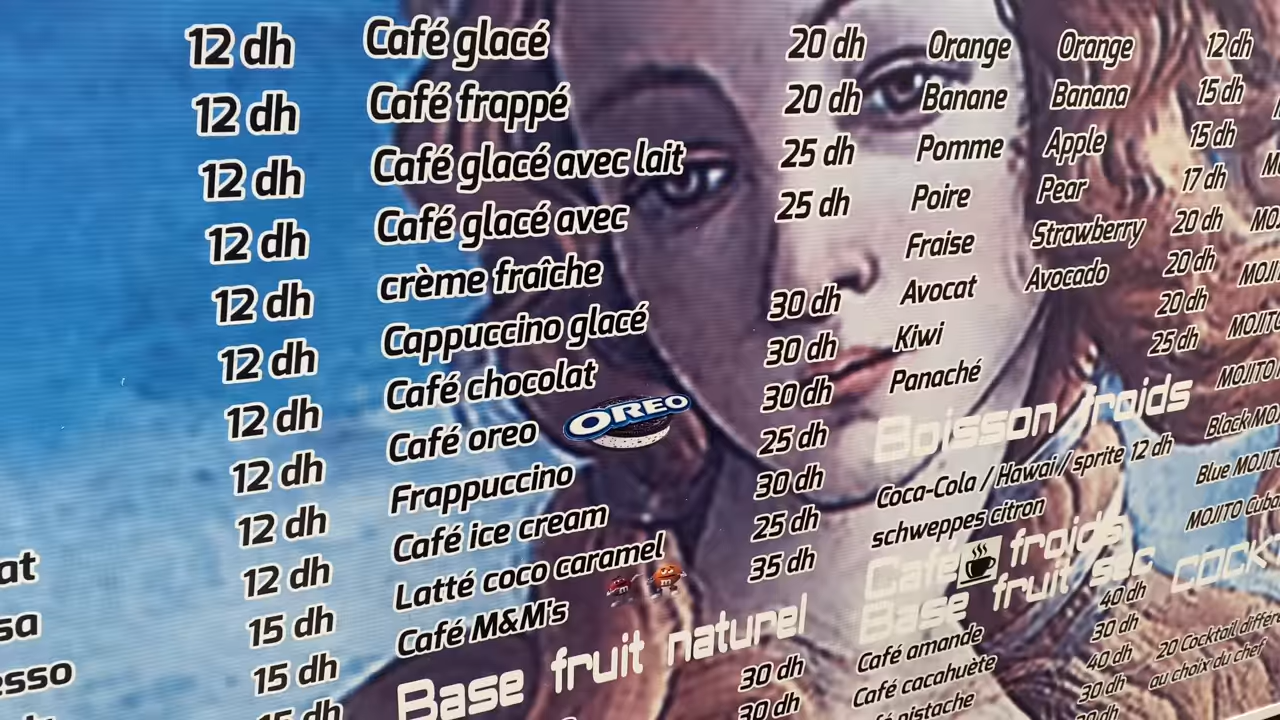 12 dh
12 dh
12 dh
12 dh
12 dh
12 dh
12 dh
12 dh
12 dh
12 dh
15 dh
15 dh
15 dh
at
sa
esso
Café glacé 20 dh
Café frappé 20 dh
Café glacé avec lait 25 dh
Café glacé avec 25 dh
crème fraîche
Cappuccino glacé 30 dh
Café chocolat 30 dh
Café oreo OREO 30 dh
Frappuccino 25 dh
Café ice cream 30 dh
Latté coco caramel 25 dh
Café M&M's 35 dh
Base fruit naturel
30 dh
30 dh
Orange Orange 12 dh
Banane Banana 15 dh
Pomme Apple 15 dh
Poire Pear 17 dh
Fraise Strawberry 20 dh
Avocat Avocado 20 dh
Kiwi 20 dh
Panaché 25 dh
Boisson froids
Coca-Cola / Hawai / sprite 12 dh
schweppes citron
Café froids
Base fruit sec
Café amande 40 dh
Café cacahuète 30 dh
pistache 40 dh
30 dh
MOJITO
MOJITO
MOJITO
Blue MOJITO
MOJITO Cuba
COCKT
20 Cocktail différe
au choix du chef